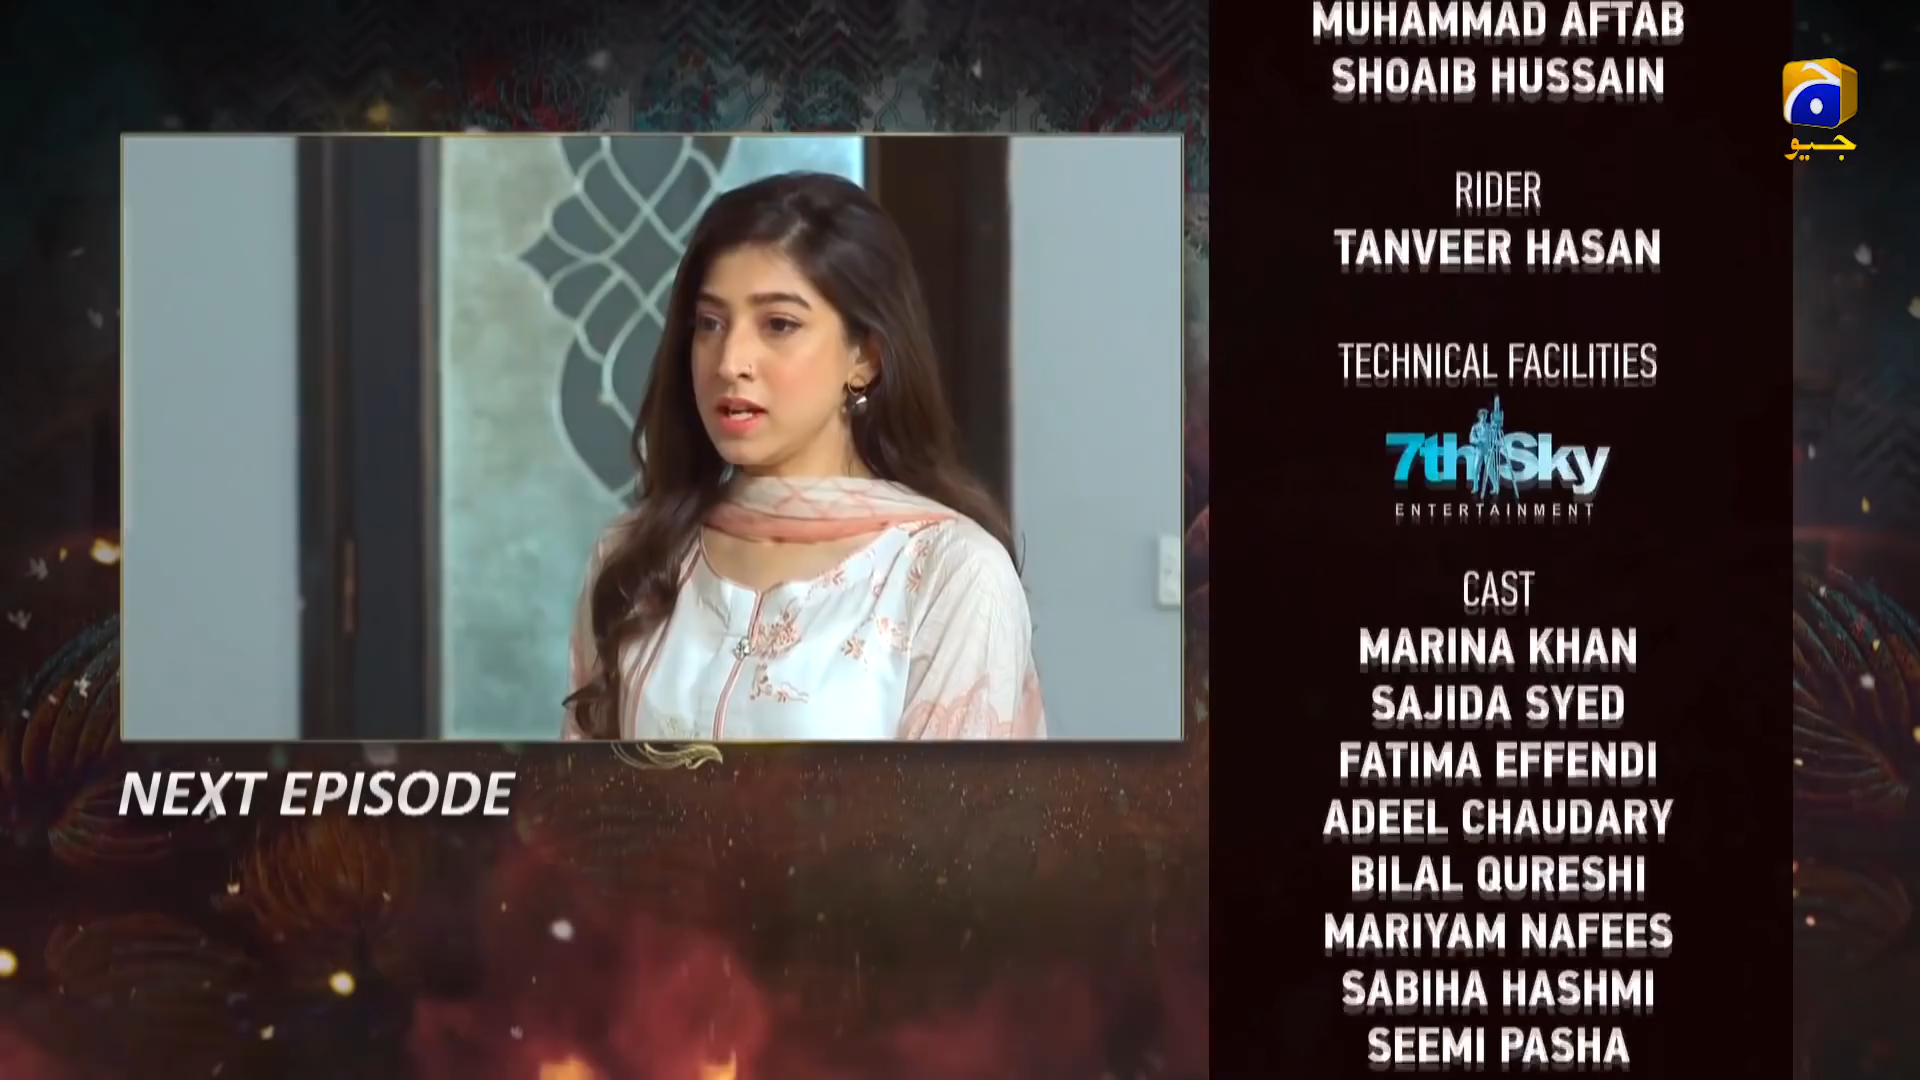 MUHAMMAD AFTAB
SHOAIB HUSSAIN
جیو
RIDER
TANVEER HASAN
TECHNICAL FACILITIES
7th Sky
ENTERTAINMENT
CAST
MARINA KHAN
SAJIDA SYED
FATIMA EFFENDI
ADEEL CHAUDARY
BILAL QURESHI
MARIYAM NAFEES
SABIHA HASHMI
SEEMI PASHA
NEXT EPISODE